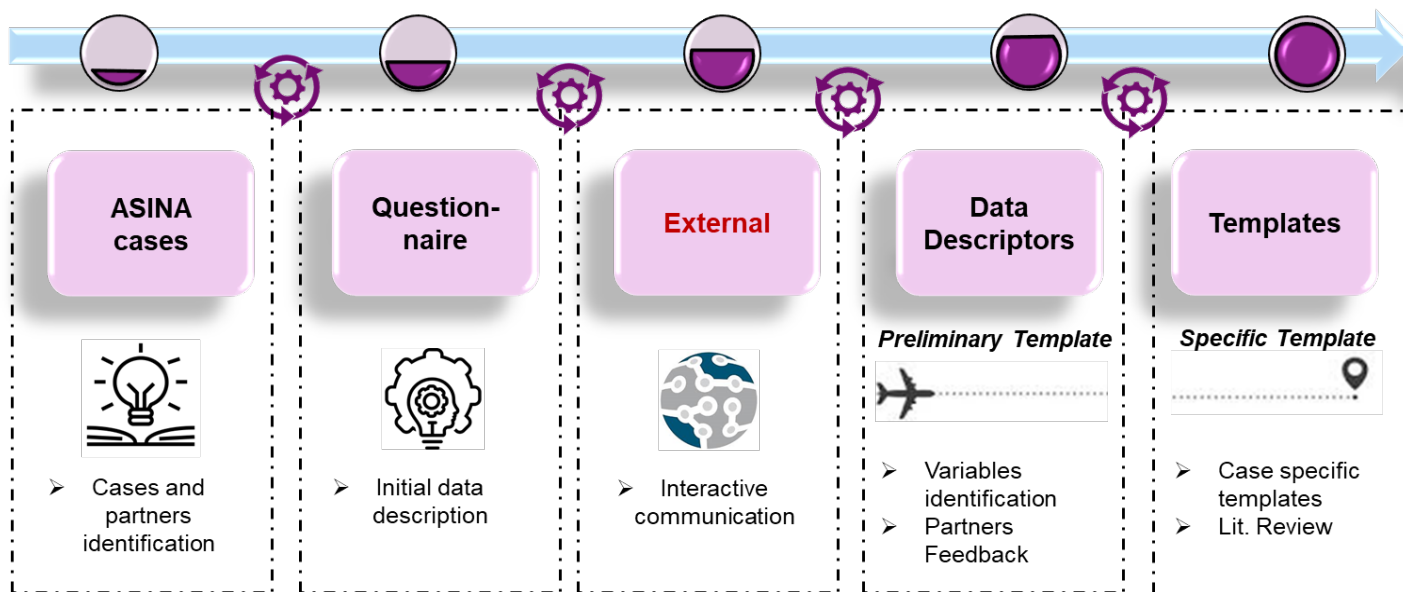 ASINA
cases
➢ Cases and
partners
identification
Question-
naire
➢ Initial data
description
External
➢ Interactive
communication
Data
Descriptors
Preliminary Template
➢ Variables
identification
➢ Partners
Feedback
Templates
Specific Template
➢ Case specific
templates
➢ Lit. Review